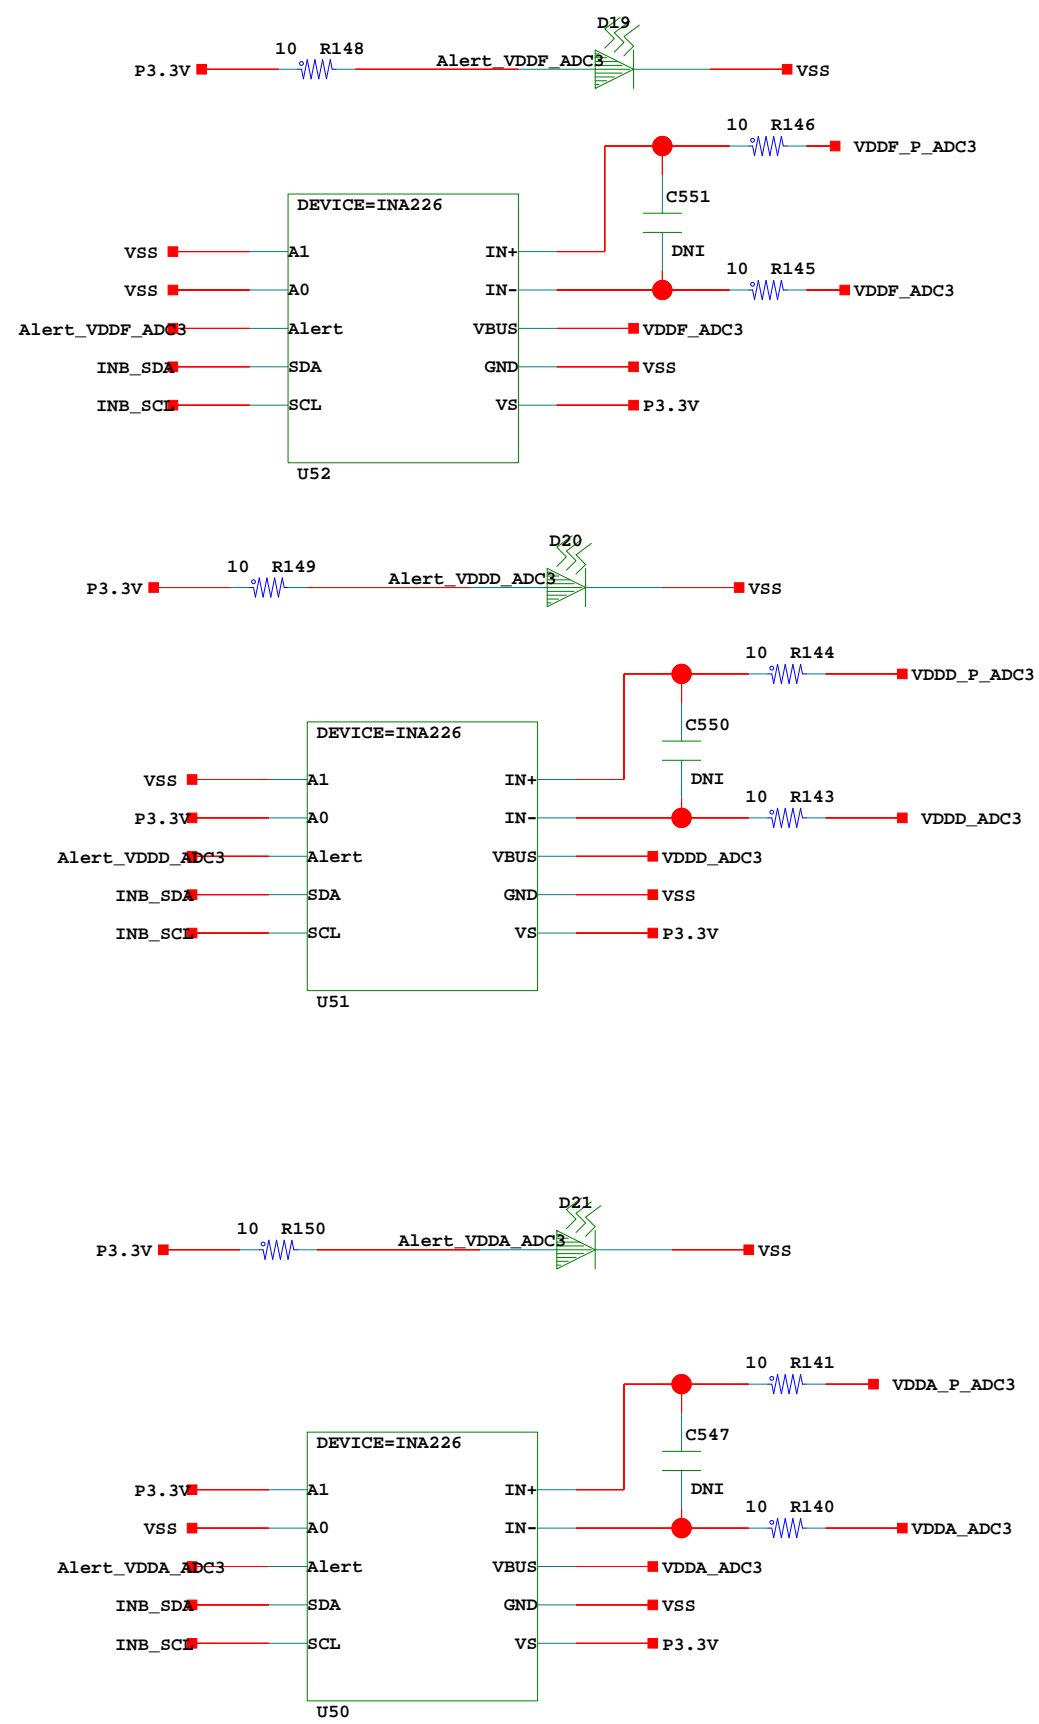 D19
10 R148
P3.3V Alert_VDDF_ADC3 VSS
10 R146
VDDF_P_ADC3
C551
DEVICE=INA226
VSS A1 IN+ DNI
10 R145
VSS A0 IN- VDDF_ADC3
Alert_VDDF_ADC3 Alert VBUS VDDF_ADC3
INB_SDA SDA GND VSS
INB_SCL SCL VS P3.3V
U52
D20
10 R149
P3.3V Alert_VDDD_ADC3 VSS
10 R144
VDDD_P_ADC3
C550
DEVICE=INA226
VSS A1 IN+ DNI
10 R143
P3.3V A0 IN- VDDD_ADC3
Alert_VDDD_ADC3 Alert VBUS VDDD_ADC3
INB_SDA SDA GND VSS
INB_SCL SCL VS P3.3V
U51
D21
10 R150
P3.3V Alert_VDDA_ADC3 VSS
10 R141
VDDA_P_ADC3
C547
DEVICE=INA226
P3.3V A1 IN+ DNI
10 R140
VSS A0 IN- VDDA_ADC3
Alert_VDDA_ADC3 Alert VBUS VDDA_ADC3
INB_SDA SDA GND VSS
INB_SCL SCL VS P3.3V
U50